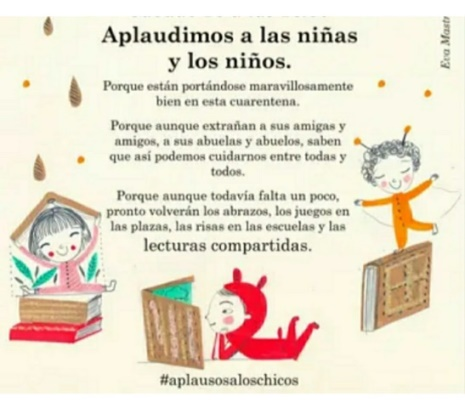 Aplaudimos a las niñas
y los niños.
Porque están portándose maravillosamente
bien en esta cuarentena.
Porque aunque extrañan a sus amigas y
amigos, a sus abuelas y abuelos, saben
que así podemos cuidarnos entre todas y
todos.
Porque aunque todavía falta un poco,
pronto volverán los abrazos, los juegos en
las plazas, las risas en las escuelas y las
lecturas compartidas.
#aplausosaloschicos
Eva Mastr